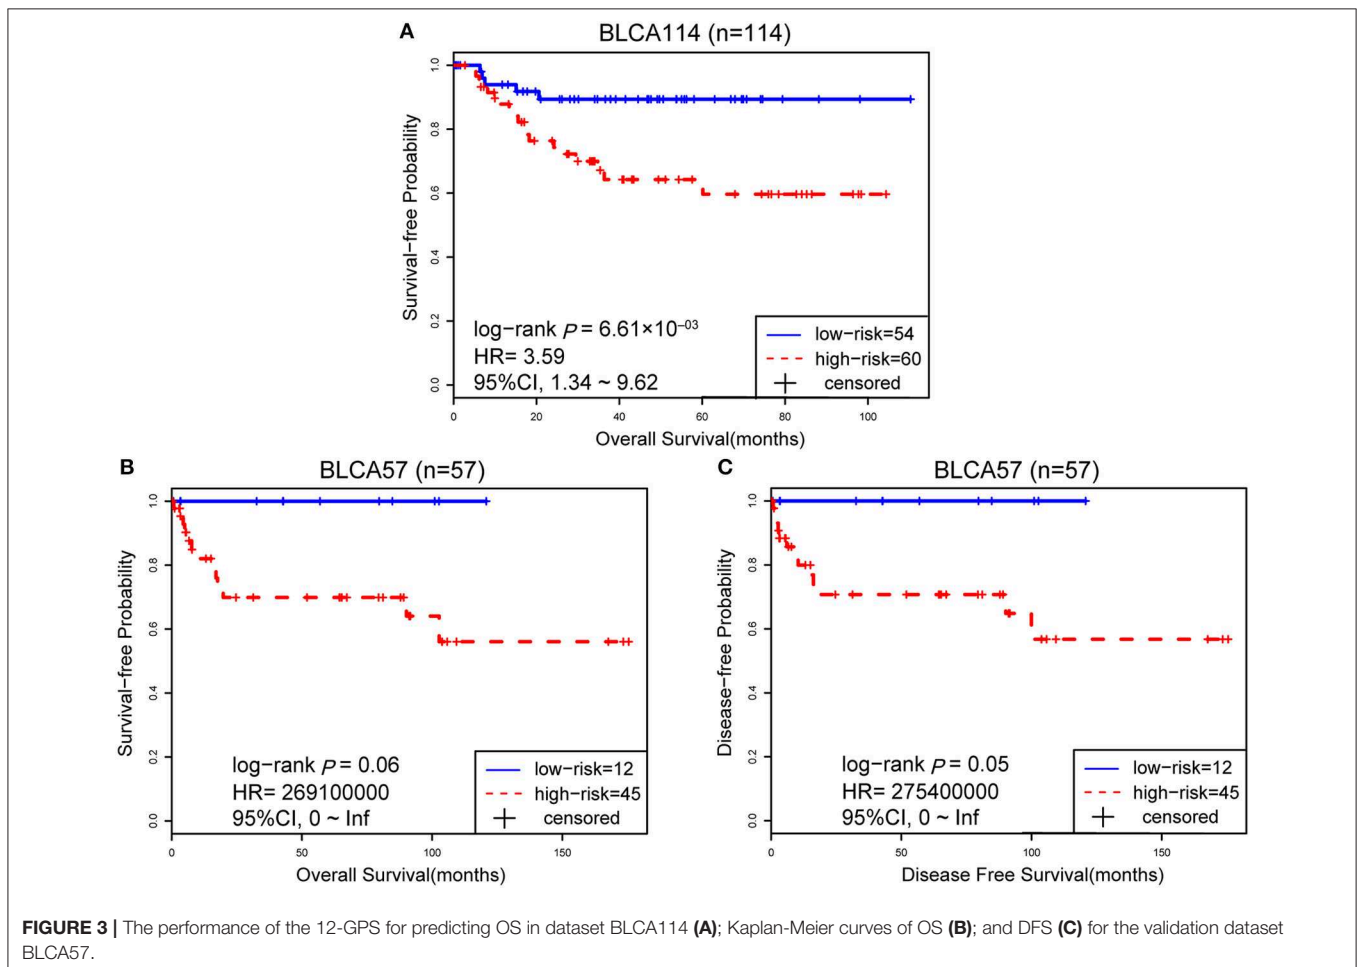 A
BLCA114 (n=114)
Survival−free Probability
1.0
0.8
0.6
0.4
0.2
0.0
log−rank P = 6.61×10−03
HR= 3.59
95%CI, 1.34 ~ 9.62
low−risk=54
high−risk=60
censored
0 20 40 60 80 100
Overall Survival(months)
B
BLCA57 (n=57)
Survival−free Probability
1.0
0.8
0.6
0.4
0.2
0.0
log−rank P = 0.06
HR= 269100000
95%CI, 0 ~ Inf
low−risk=12
high−risk=45
censored
0 50 100 150
Overall Survival(months)
C
BLCA57 (n=57)
Disease−free Probability
1.0
0.8
0.6
0.4
0.2
0.0
log−rank P = 0.05
HR= 275400000
95%CI, 0 ~ Inf
low−risk=12
high−risk=45
censored
0 50 100 150
Disease Free Survival(months)
FIGURE 3 | The performance of the 12-GPS for predicting OS in dataset BLCA114 (A); Kaplan-Meier curves of OS (B); and DFS (C) for the validation dataset
BLCA57.